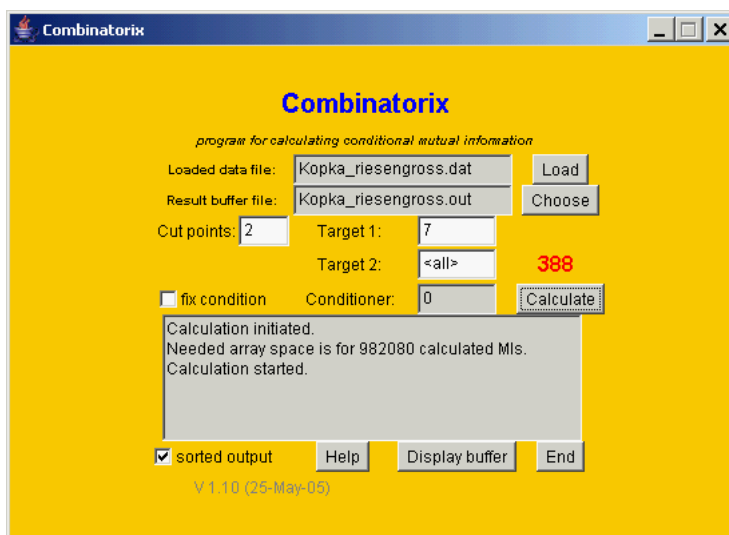 Combinatorix
Combinatorix
program for calculating conditional mutual information
Loaded data file: Kopka_riesengross.dat Load
Result buffer file: Kopka_riesengross.out Choose
Cut points: 2 Target 1: 7
Target 2: <all> 388
fix condition Conditioner: 0 Calculate
Calculation initiated.
Needed array space is for 982080 calculated MIs.
Calculation started.
sorted output Help Display buffer End
V 1.10 (25-May-05)